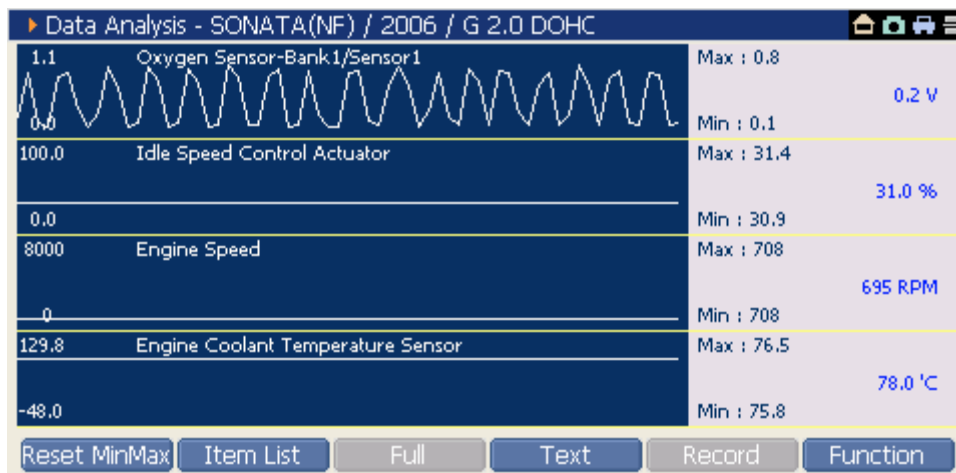 Data Analysis - SONATA(NF) / 2006 / G 2.0 DOHC
1.1 Oxygen Sensor-Bank1/Sensor1 Max : 0.8
0.2 V
0.0 Min : 0.1
100.0 Idle Speed Control Actuator Max : 31.4
31.0 %
0.0 Min : 30.9
8000 Engine Speed Max : 708
695 RPM
0 Min : 708
129.8 Engine Coolant Temperature Sensor Max : 76.5
78.0 'C
-48.0 Min : 75.8
Reset MinMax Item List Full Text Record Function